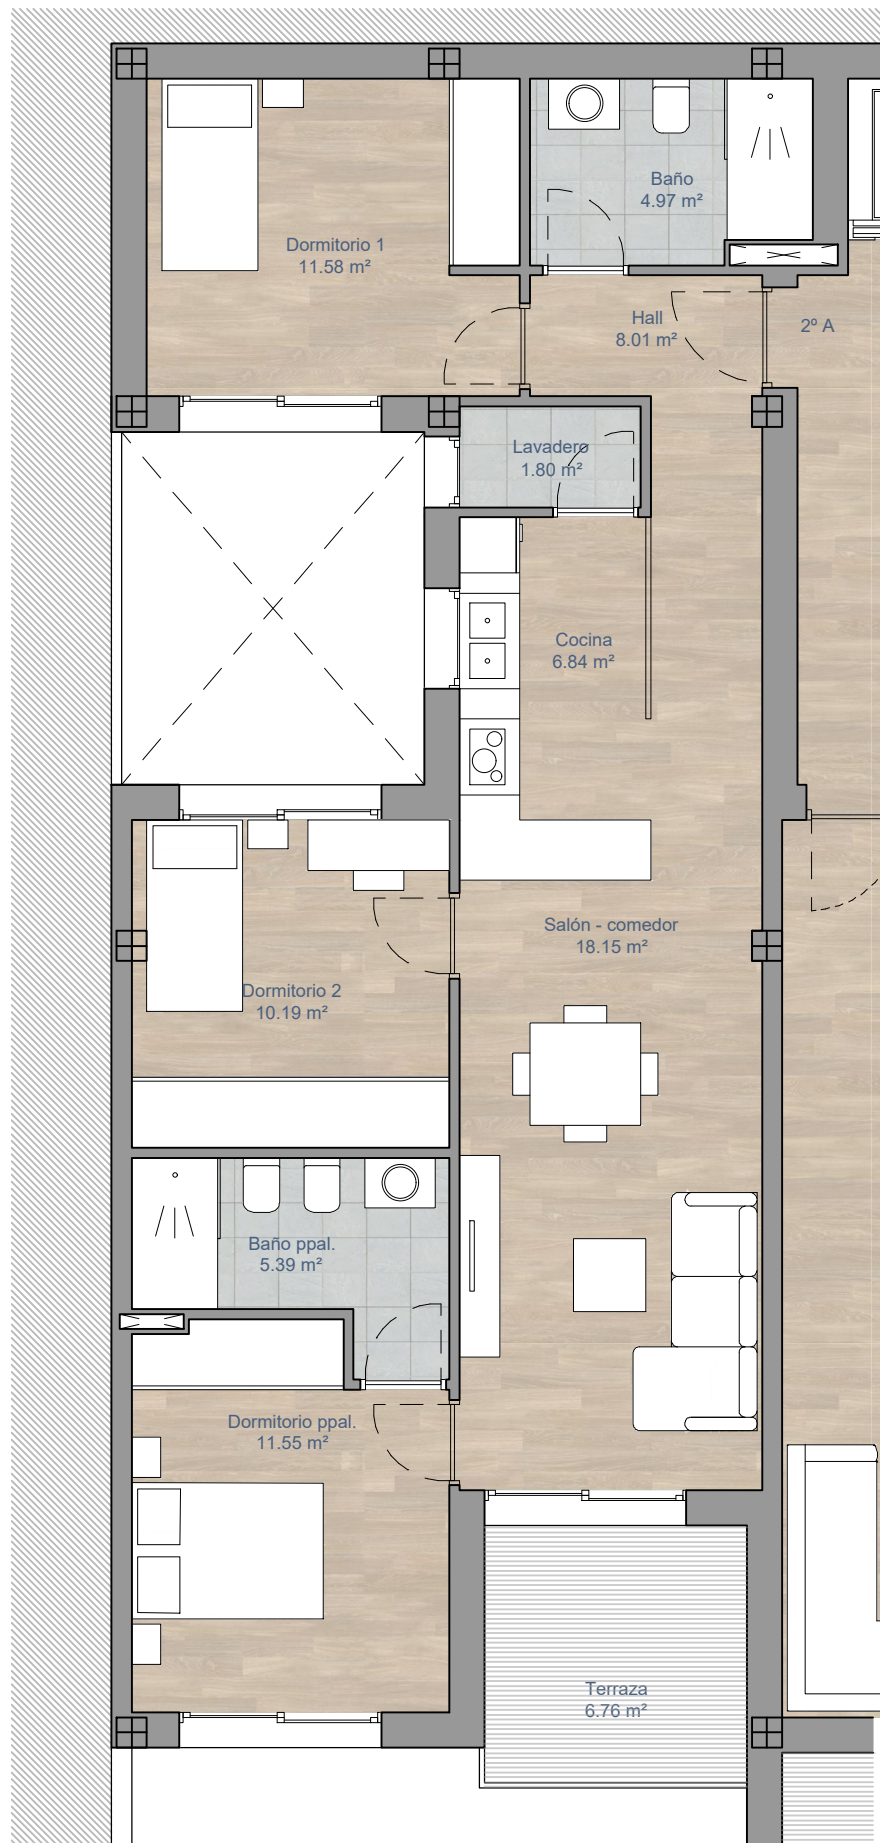 Baño
4.97 m²
Dormitorio 1
11.58 m²
Hall
8.01 m²
2º A
Lavadero
1.80 m²
Cocina
6.84 m²
Salón - comedor
18.15 m²
Dormitorio 2
10.19 m²
Baño ppal.
5.39 m²
Dormitorio ppal.
11.55 m²
Terraza
6.76 m²